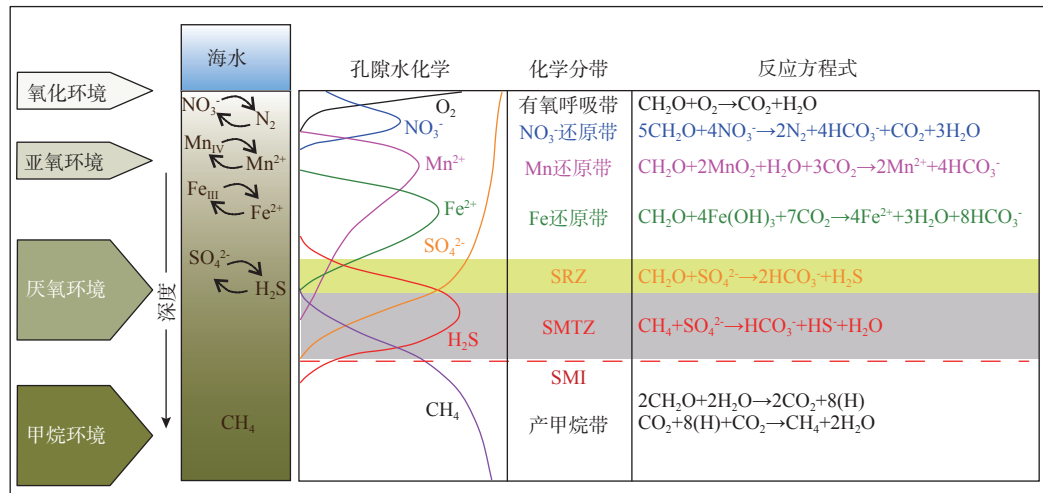 海水
孔隙水化学
化学分带
反应方程式
氧化环境
亚氧环境
厌氧环境
甲烷环境
深度
NO₃⁻
N₂
Mn_IV
Mn²⁺
Fe_III
Fe²⁺
SO₄²⁻
H₂S
CH₄
O₂
NO₃⁻
Mn²⁺
Fe²⁺
SO₄²⁻
H₂S
CH₄
有氧呼吸带
CH₂O+O₂→CO₂+H₂O
NO₃⁻还原带
5CH₂O+4NO₃⁻→2N₂+4HCO₃⁻+CO₂+3H₂O
Mn还原带
CH₂O+2MnO₂+H₂O+3CO₂→2Mn²⁺+4HCO₃⁻
Fe还原带
CH₂O+4Fe(OH)₃+7CO₂→4Fe²⁺+3H₂O+8HCO₃⁻
SRZ
CH₂O+SO₄²⁻→2HCO₃⁻+H₂S
SMTZ
CH₄+SO₄²⁻→HCO₃⁻+HS⁻+H₂O
SMI
产甲烷带
2CH₂O+2H₂O→2CO₂+8(H)
CO₂+8(H)+CO₂→CH₄+2H₂O